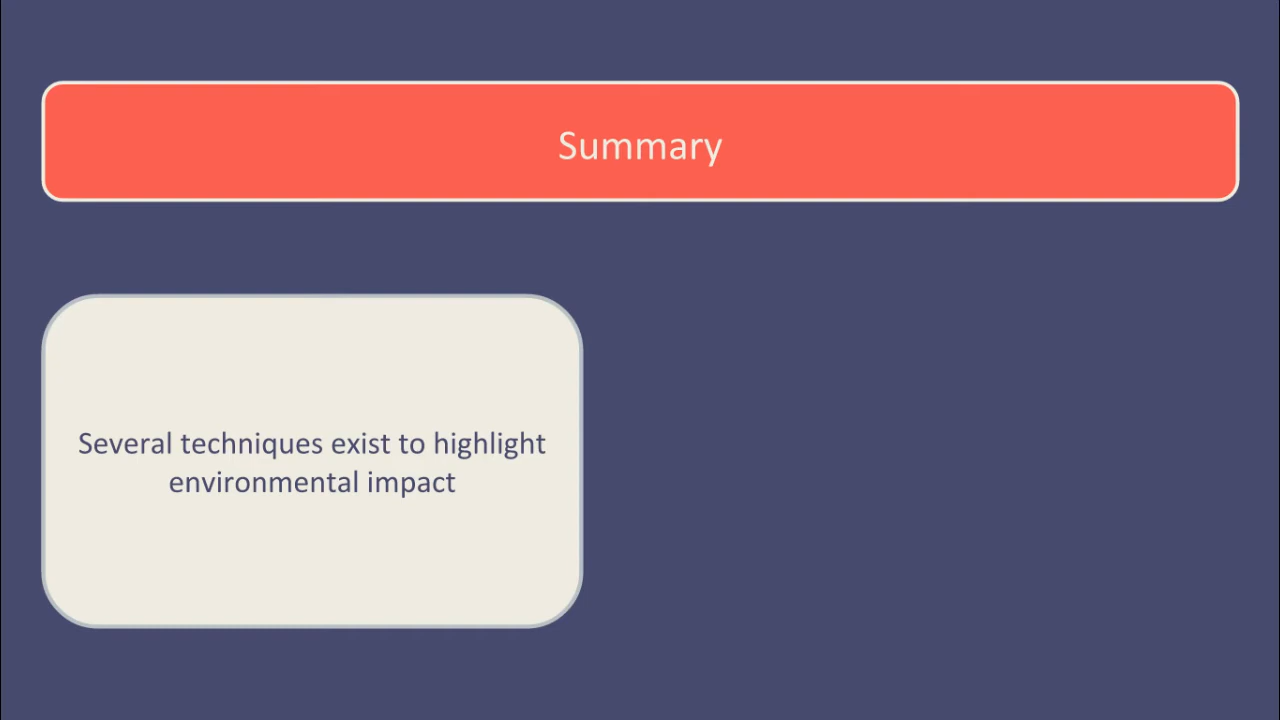 Summary
Several techniques exist to highlight
environmental impact